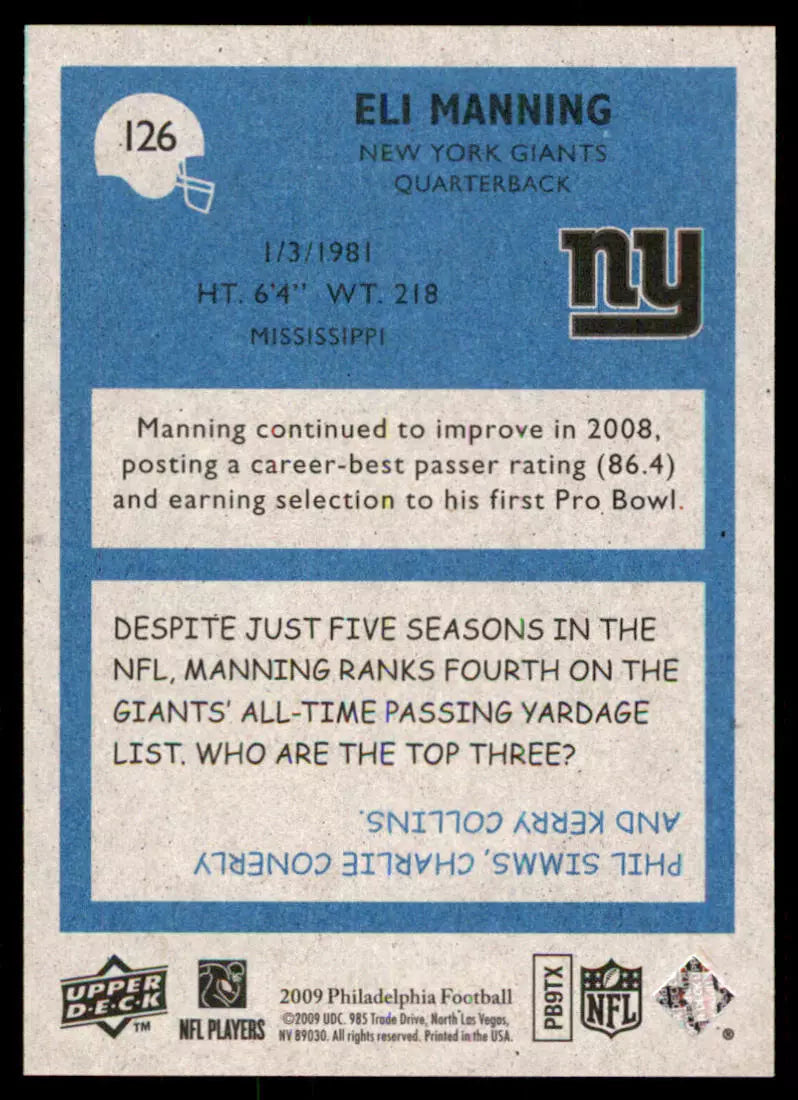 126
ELI MANNING
NEW YORK GIANTS
QUARTERBACK
1/3/1981
HT. 6'4" WT. 218
MISSISSIPPI
ny
Manning continued to improve in 2008,
posting a career-best passer rating (86.4)
and earning selection to his first Pro Bowl.
DESPITE JUST FIVE SEASONS IN THE
NFL, MANNING RANKS FOURTH ON THE
GIANTS' ALL-TIME PASSING YARDAGE
LIST. WHO ARE THE TOP THREE?
PHIL SIMMS, CHARLIE CONERLY
AND KERRY COLLINS.
UPPER
D·E·C·K
TM
NFL PLAYERS
2009 Philadelphia Football
©2009 UDC. 985 Trade Drive, North Las Vegas,
NV 89030. All rights reserved. Printed in the USA.
PB9TX
NFL
®